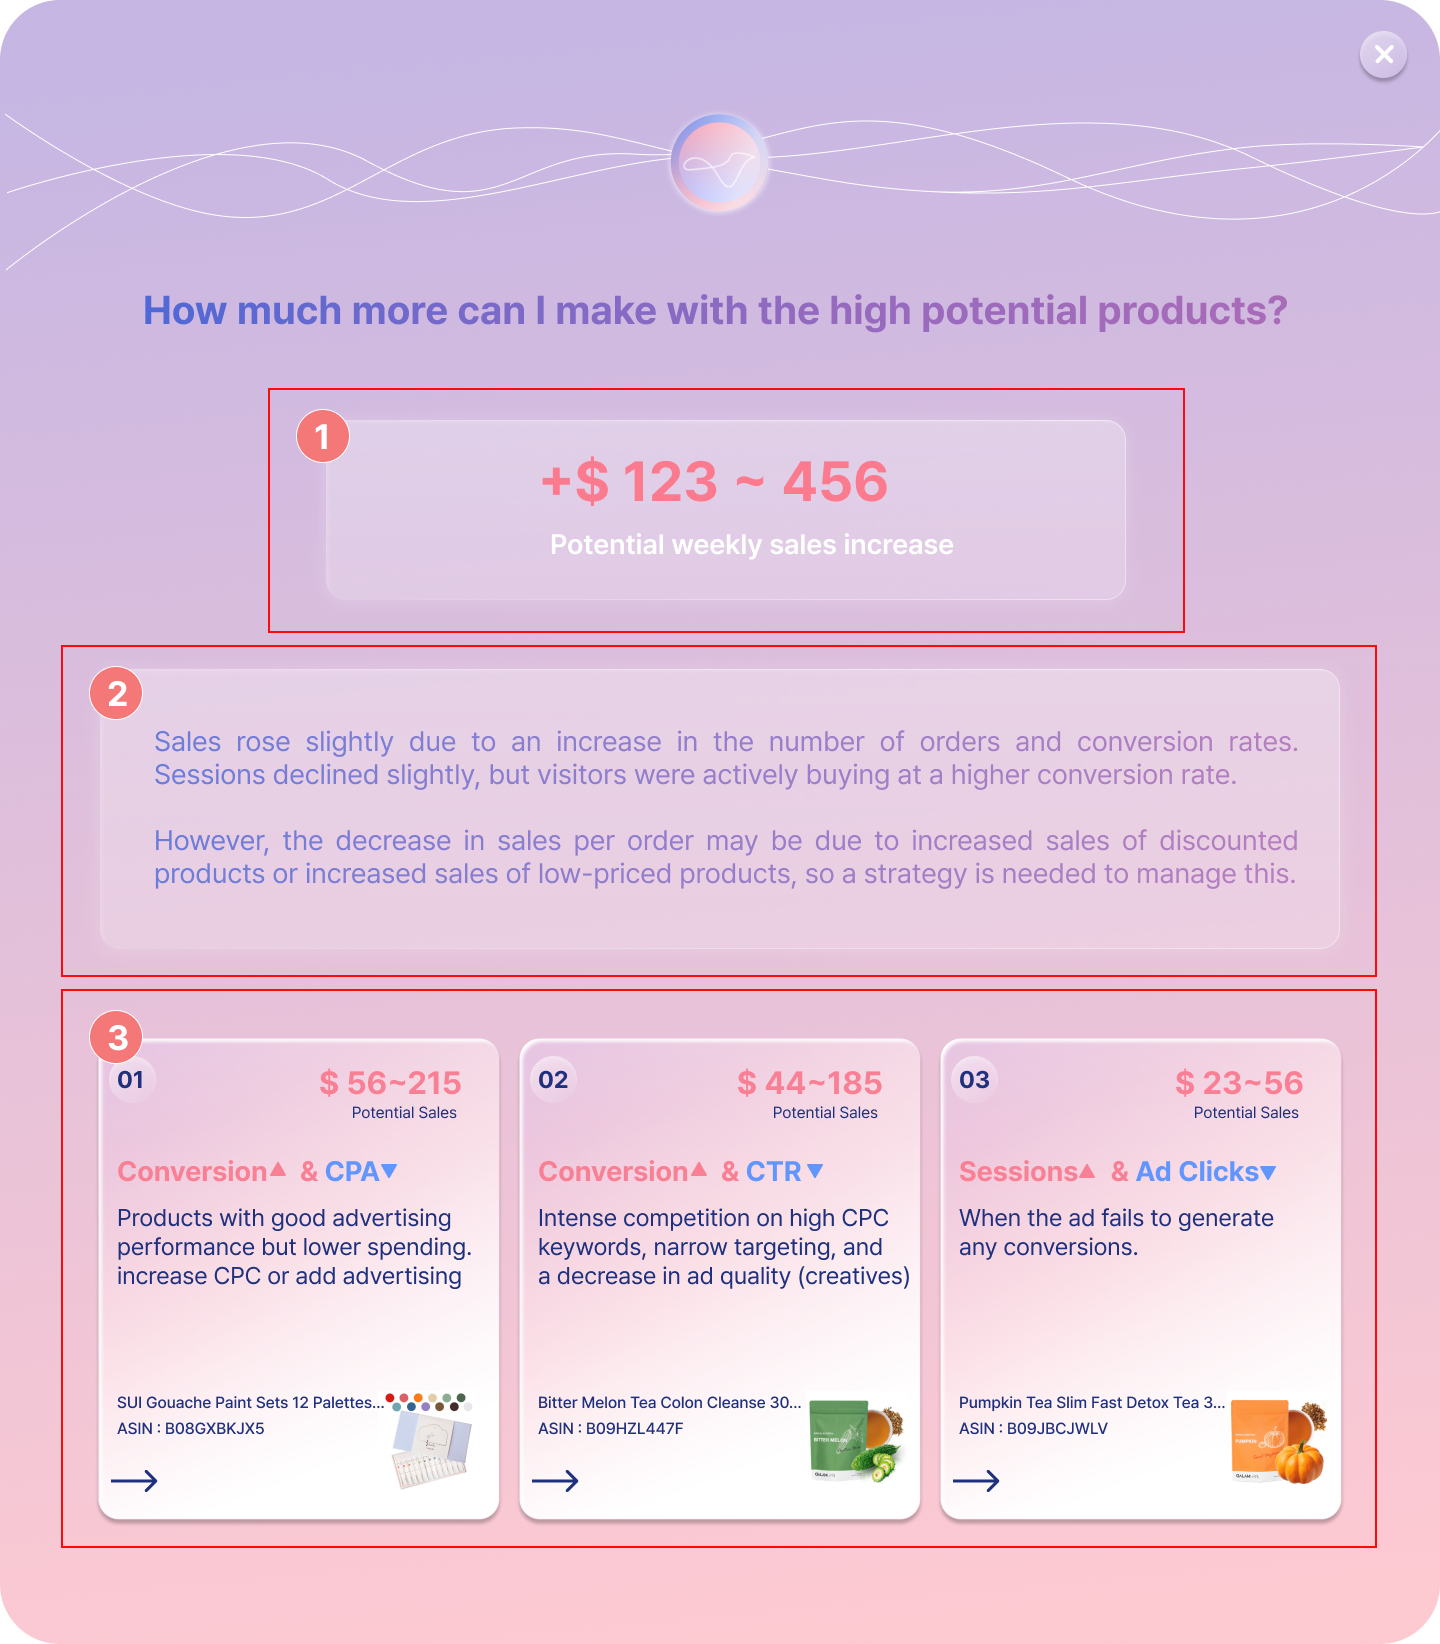 How much more can I make with the high potential products?
1
+$ 123 ~ 456
Potential weekly sales increase
2
Sales rose slightly due to an increase in the number of orders and conversion rates.
Sessions declined slightly, but visitors were actively buying at a higher conversion rate.
However, the decrease in sales per order may be due to increased sales of discounted
products or increased sales of low-priced products, so a strategy is needed to manage this.
3
01
$ 56~215
Potential Sales
Conversion▲ & CPA▼
Products with good advertising
performance but lower spending.
increase CPC or add advertising
SUI Gouache Paint Sets 12 Palettes...
ASIN : B08GXBKJX5
02
$ 44~185
Potential Sales
Conversion▲ & CTR▼
Intense competition on high CPC
keywords, narrow targeting, and
a decrease in ad quality (creatives)
Bitter Melon Tea Colon Cleanse 30...
ASIN : B09HZL447F
BITTER MELON
03
$ 23~56
Potential Sales
Sessions▲ & Ad Clicks▼
When the ad fails to generate
any conversions.
Pumpkin Tea Slim Fast Detox Tea 3...
ASIN : B09JBCJWLV
PUMPKIN